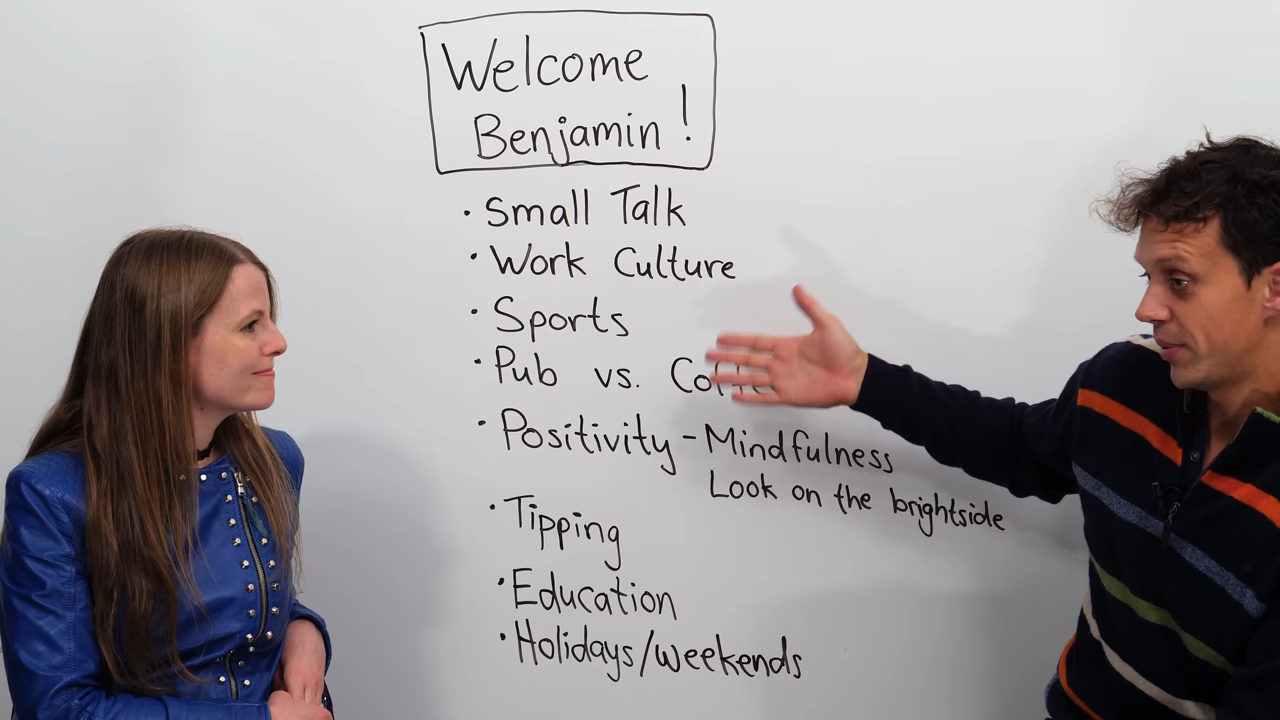 Welcome
Benjamin !
· Small Talk
· Work Culture
· Sports
· Pub vs.
· Positivity - Mindfulness
Look on the brightside
· Tipping
· Education
· Holidays/weekends